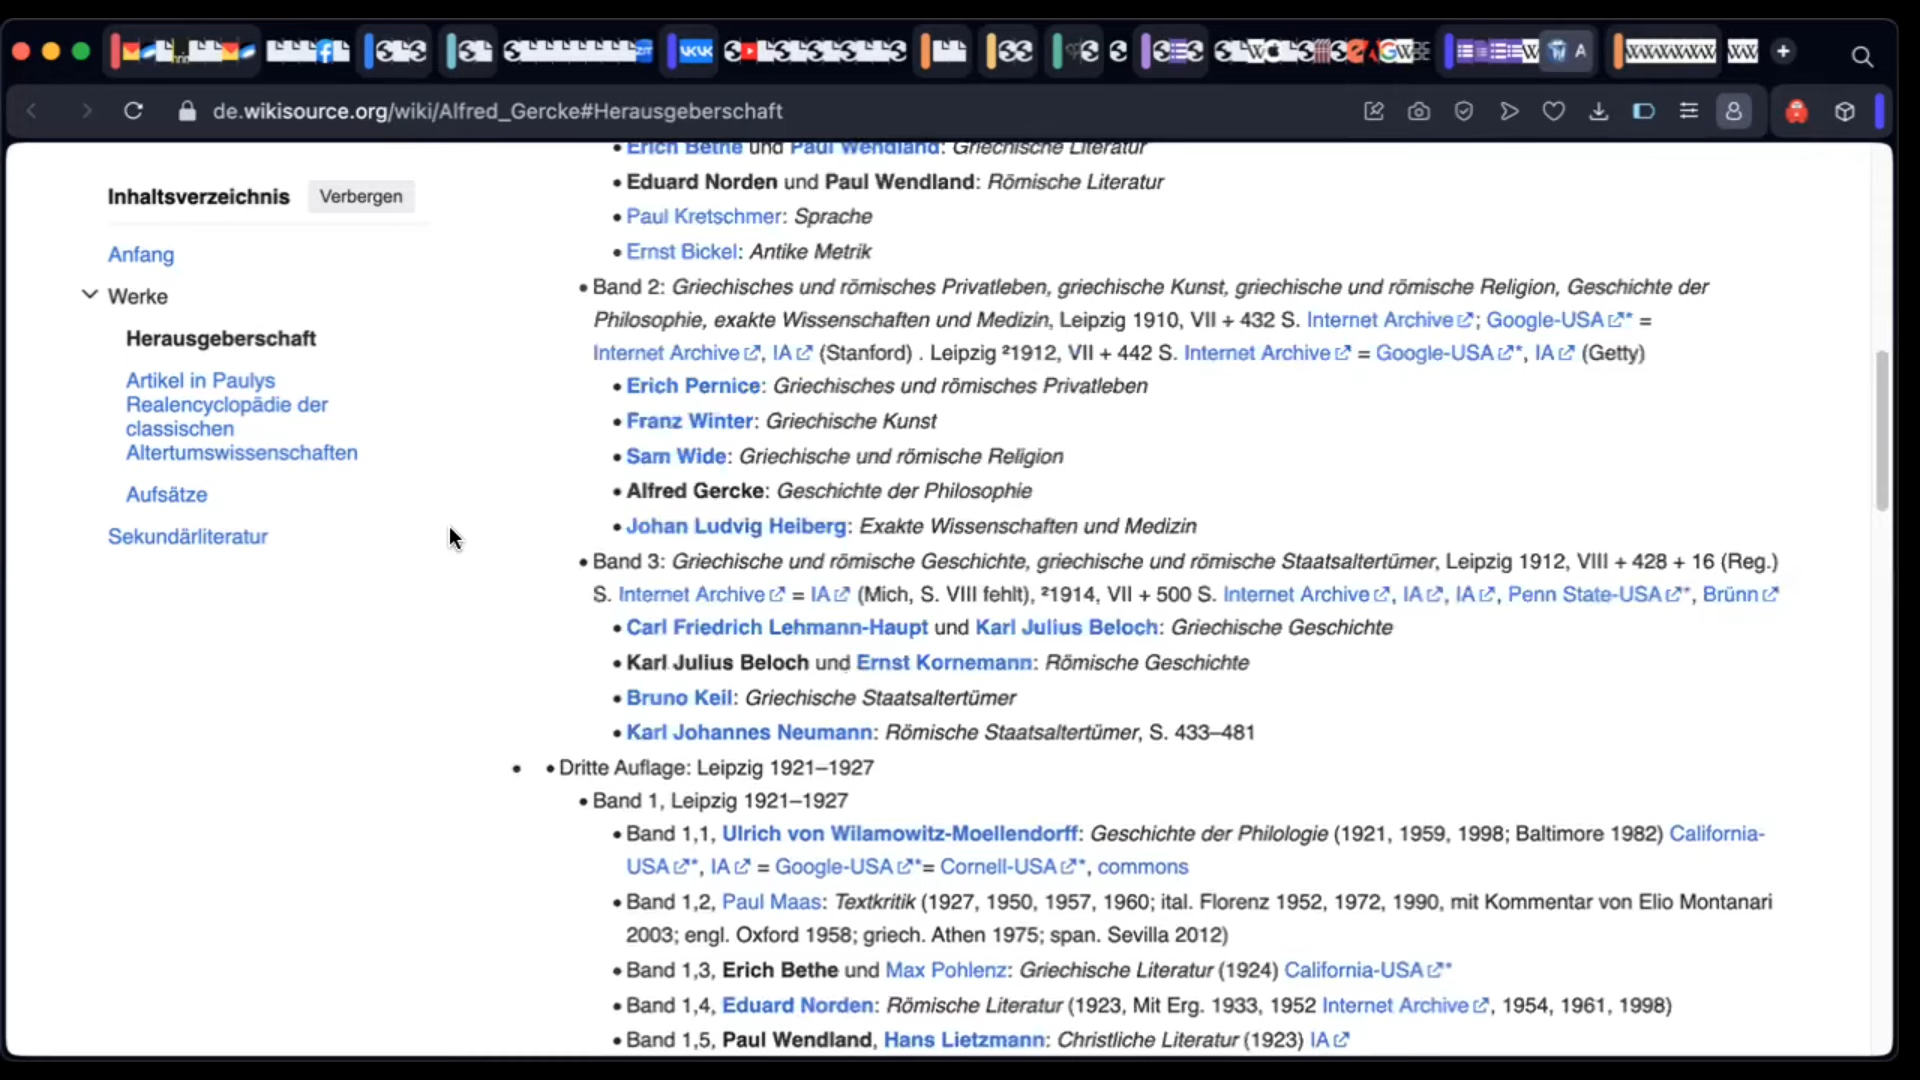 de.wikisource.org/wiki/Alfred_Gercke#Herausgeberschaft
Inhaltsverzeichnis Verbergen
Anfang
Werke
Herausgeberschaft
Artikel in Paulys
Realencyclopädie der
classischen
Altertumswissenschaften
Aufsätze
Sekundärliteratur
• Erich Bethe und Paul Wendland: Griechische Literatur
• Eduard Norden und Paul Wendland: Römische Literatur
• Paul Kretschmer: Sprache
• Ernst Bickel: Antike Metrik
• Band 2: Griechisches und römisches Privatleben, griechische Kunst, griechische und römische Religion, Geschichte der
Philosophie, exakte Wissenschaften und Medizin, Leipzig 1910, VII + 432 S. Internet Archive; Google-USA* =
Internet Archive, IA (Stanford) . Leipzig ²1912, VII + 442 S. Internet Archive = Google-USA*, IA (Getty)
• Erich Pernice: Griechisches und römisches Privatleben
• Franz Winter: Griechische Kunst
• Sam Wide: Griechische und römische Religion
• Alfred Gercke: Geschichte der Philosophie
• Johan Ludvig Heiberg: Exakte Wissenschaften und Medizin
• Band 3: Griechische und römische Geschichte, griechische und römische Staatsaltertümer, Leipzig 1912, VIII + 428 + 16 (Reg.)
S. Internet Archive = IA (Mich, S. VIII fehlt), ²1914, VII + 500 S. Internet Archive, IA, IA, Penn State-USA*, Brünn
• Carl Friedrich Lehmann-Haupt und Karl Julius Beloch: Griechische Geschichte
• Karl Julius Beloch und Ernst Kornemann: Römische Geschichte
• Bruno Keil: Griechische Staatsaltertümer
• Karl Johannes Neumann: Römische Staatsaltertümer, S. 433–481
• • Dritte Auflage: Leipzig 1921–1927
• Band 1, Leipzig 1921–1927
• Band 1,1, Ulrich von Wilamowitz-Moellendorff: Geschichte der Philologie (1921, 1959, 1998; Baltimore 1982) California-
USA*, IA = Google-USA*= Cornell-USA*, commons
• Band 1,2, Paul Maas: Textkritik (1927, 1950, 1957, 1960; ital. Florenz 1952, 1972, 1990, mit Kommentar von Elio Montanari
2003; engl. Oxford 1958; griech. Athen 1975; span. Sevilla 2012)
• Band 1,3, Erich Bethe und Max Pohlenz: Griechische Literatur (1924) California-USA*
• Band 1,4, Eduard Norden: Römische Literatur (1923, Mit Erg. 1933, 1952 Internet Archive, 1954, 1961, 1998)
• Band 1,5, Paul Wendland, Hans Lietzmann: Christliche Literatur (1923) IA